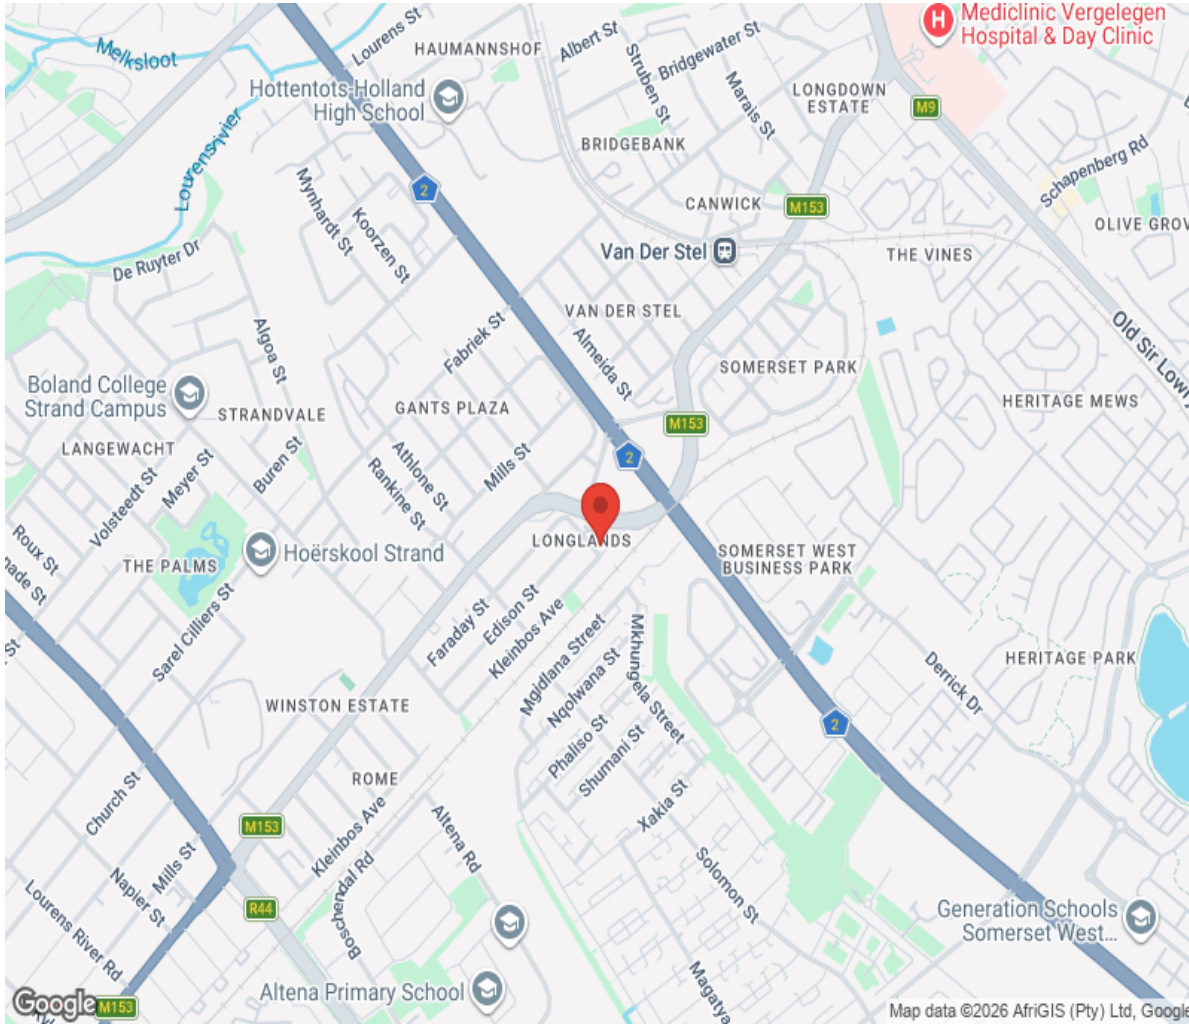 Mediclinic Vergelegen
Hospital & Day Clinic
Lourens St
HAUMANNSHOF
Albert St
Struben St
Bridgewater St
Marais St
Melksloot
Hottentots-Holland
High School
LONGDOWN
ESTATE
M9
BRIDGEBANK
Lourensrivier
Schapenberg Rd
Mynhardt St
2
Koorzen St
CANWICK
M153
OLIVE GROV
De Ruyter Dr
Van Der Stel
THE VINES
VAN DER STEL
Algoa St
Fabriek St
Almeida St
Old Sir Lowry
SOMERSET PARK
Boland College
Strand Campus
STRANDVALE
GANTS PLAZA
HERITAGE MEWS
M153
LANGEWACHT
Meyer St
Buren St
Athlone St
Mills St
2
Volsteedt St
Rankine St
Roux St
nade St
Hoërskool Strand
LONGLANDS
THE PALMS
SOMERSET WEST
BUSINESS PARK
Sarel Cilliers St
Faraday St
Edison St
Kleinbos Ave
Mgidlana Street
Mkhungela Street
St
HERITAGE PARK
Derrick Dr
Nqolwana St
WINSTON ESTATE
Phaliso St
Shumani St
2
ROME
Church St
Xakia St
M153
Kleinbos Ave
Altena Rd
Mills St
Napier St
Boschendal Rd
Solomon St
Lourens River Rd
R44
Generation Schools
Somerset West...
Altena Primary School
Magatya
Google
M153
Map data ©2026 AfriGIS (Pty) Ltd, Google